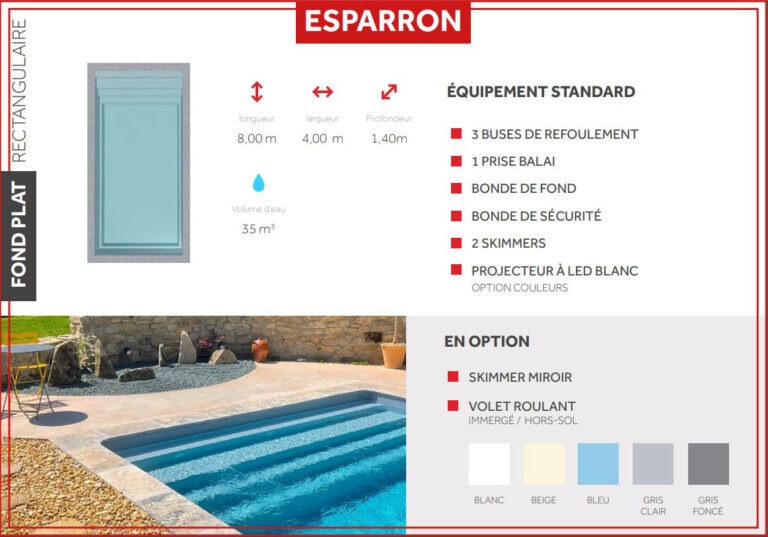 ESPARRON
RECTANGULAIRE
FOND PLAT
longueur
8,00 m
largueur
4,00 m
Profondeur
1,40m
Volume d'eau
35 m³
ÉQUIPEMENT STANDARD
3 BUSES DE REFOULEMENT
1 PRISE BALAI
BONDE DE FOND
BONDE DE SÉCURITÉ
2 SKIMMERS
PROJECTEUR À LED BLANC
OPTION COULEURS
EN OPTION
SKIMMER MIROIR
VOLET ROULANT
IMMERGÉ / HORS-SOL
BLANC
BEIGE
BLEU
GRIS
CLAIR
GRIS
FONCÉ